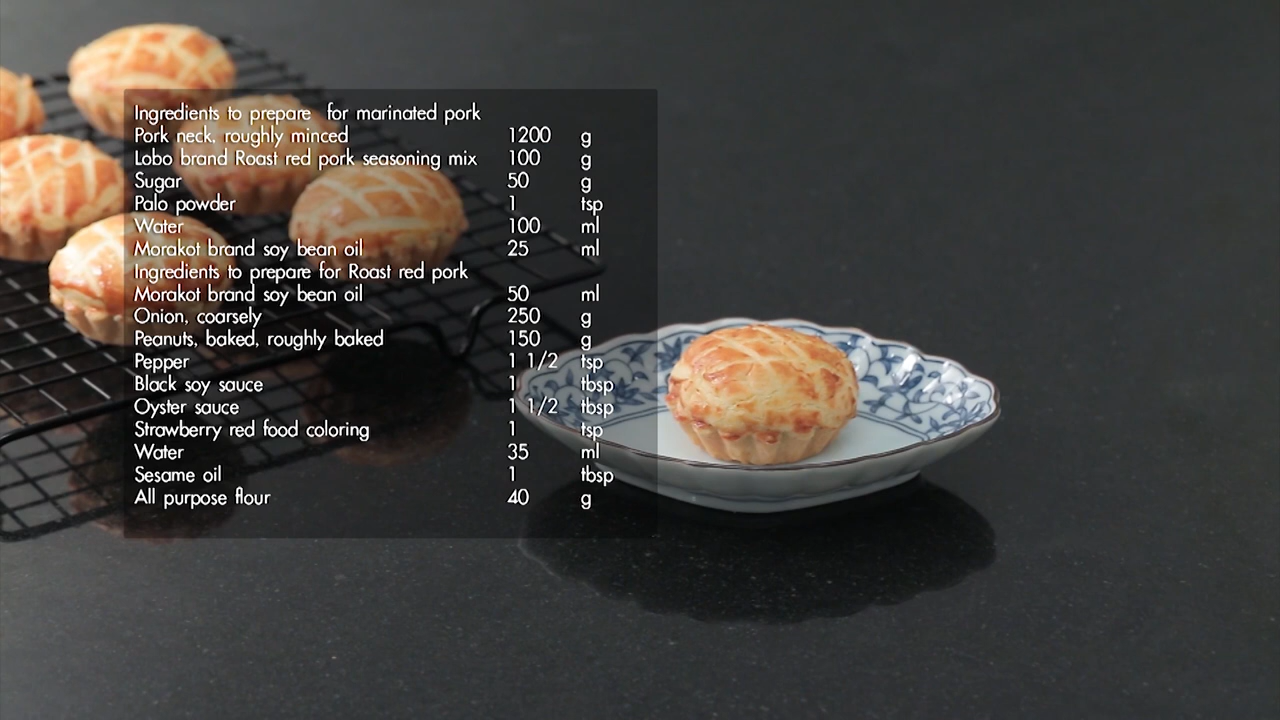 Ingredients to prepare for marinated pork
Pork neck, roughly minced 1200 g
Lobo brand Roast red pork seasoning mix 100 g
Sugar 50 g
Palo powder 1 tsp
Water 100 ml
Morakot brand soy bean oil 25 ml
Ingredients to prepare for Roast red pork
Morakot brand soy bean oil 50 ml
Onion, coarsely 250 g
Peanuts, baked, roughly baked 150 g
Pepper 1 1/2 tsp
Black soy sauce 1 tbsp
Oyster sauce 1 1/2 tbsp
Strawberry red food coloring 1 tsp
Water 35 ml
Sesame oil 1 tbsp
All purpose flour 40 g